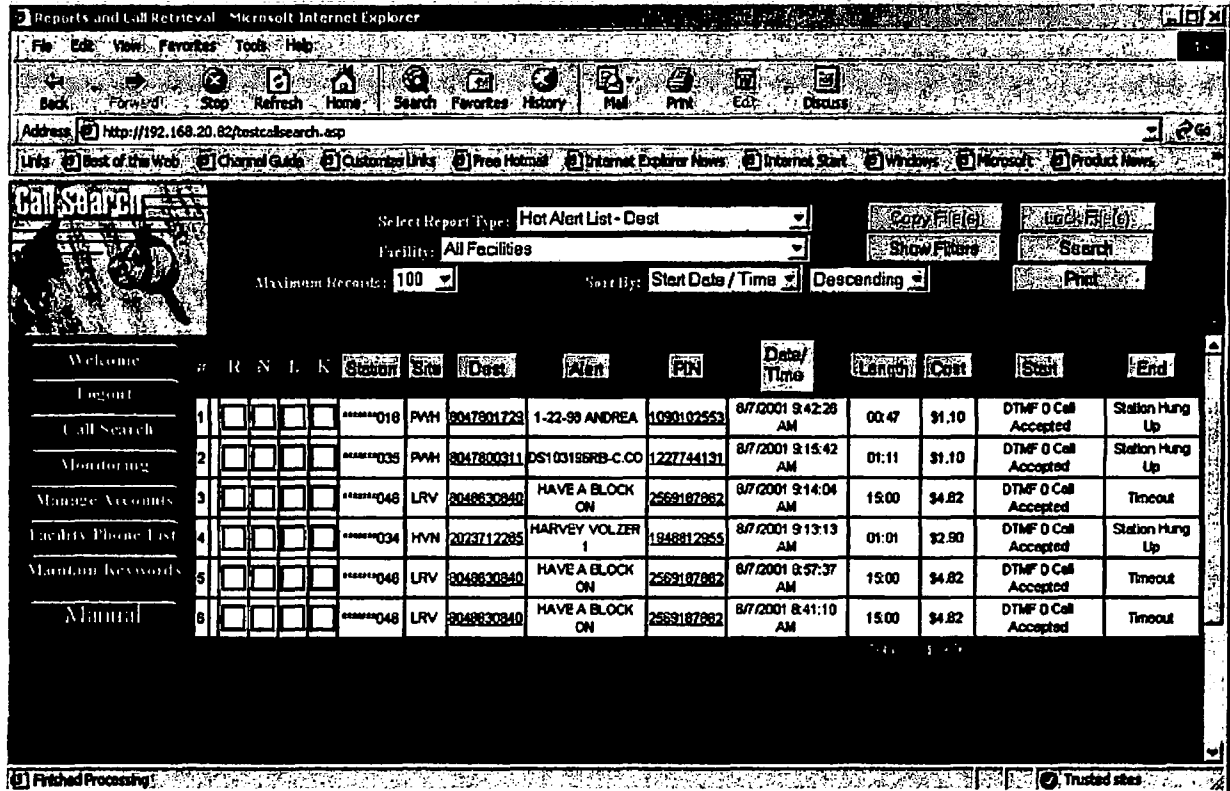 Reports and Call Retrieval - Microsoft Internet Explorer
File Edit View Favorites Tools Help
Back Forward Stop Refresh Home Search Favorites History Mail Print Edit Discuss
Address http://192.168.20.82/testcallsearch.asp Go
Links Best of the Web Channel Guide Customize Links Free Hotmail Internet Explorer News Internet Start Windows Microsoft Product News
Call Search
Select Report Type: Hot Alert List - Dest Copy File(s) Lock File(s)
Facility: All Facilities Show Filters Search
Maximum Records: 100 Sort By: Start Date / Time Descending Print
Welcome
Logout
Call Search
Monitoring
Manage Accounts
Facility Phone List
Maintain Keywords
Manual
# R N L K Station Site Dest Alert PIN Date/Time Length Cost Start End
1 *******016 PWH 8047801729 1-22-98 ANDREA 1090102553 8/7/2001 9:42:26 AM 00:47 $1.10 DTMF 0 Call Accepted Station Hung Up
2 *******035 PWH 8047800311 DS103196RB-C.CO 1227744131 8/7/2001 9:15:42 AM 01:11 $1.10 DTMF 0 Call Accepted Station Hung Up
3 *******046 LRV 8048630840 HAVE A BLOCK ON 2569187862 8/7/2001 9:14:04 AM 15:00 $4.82 DTMF 0 Call Accepted Timeout
4 *******034 HVN 2023712265 HARVEY VOLZER 1 1948812955 8/7/2001 9:13:13 AM 01:01 $2.90 DTMF 0 Call Accepted Station Hung Up
5 *******046 LRV 8048630840 HAVE A BLOCK ON 2569187862 8/7/2001 8:57:37 AM 15:00 $4.82 DTMF 0 Call Accepted Timeout
6 *******048 LRV 8048630840 HAVE A BLOCK ON 2569187862 8/7/2001 8:41:10 AM 15:00 $4.82 DTMF 0 Call Accepted Timeout
Finished Processing! Trusted sites